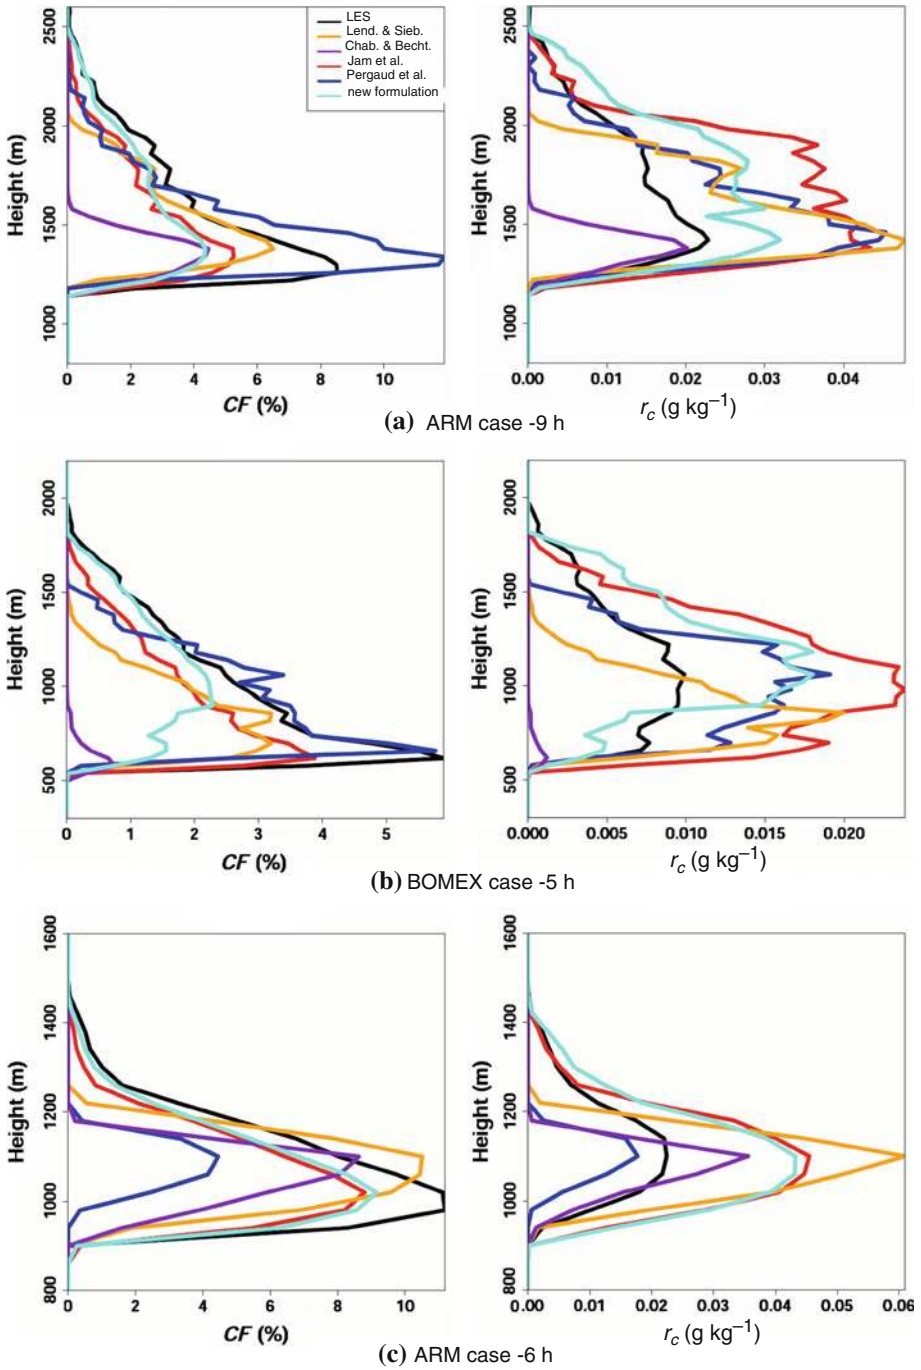 LES
Lend. & Sieb.
Chab. & Becht.
Jam et al.
Pergaud et al.
new formulation
Height (m)
2500
2000
1500
1000
0 2 4 6 8 10
CF (%)
Height (m)
2500
2000
1500
1000
0.00 0.01 0.02 0.03 0.04
r_c (g kg⁻¹)
(a) ARM case -9 h
Height (m)
2000
1500
1000
500
0 1 2 3 4 5
CF (%)
Height (m)
2000
1500
1000
500
0.000 0.005 0.010 0.015 0.020
r_c (g kg⁻¹)
(b) BOMEX case -5 h
Height (m)
1600
1400
1200
1000
800
0 2 4 6 8 10
CF (%)
Height (m)
1600
1400
1200
1000
800
0.00 0.01 0.02 0.03 0.04 0.05 0.06
r_c (g kg⁻¹)
(c) ARM case -6 h